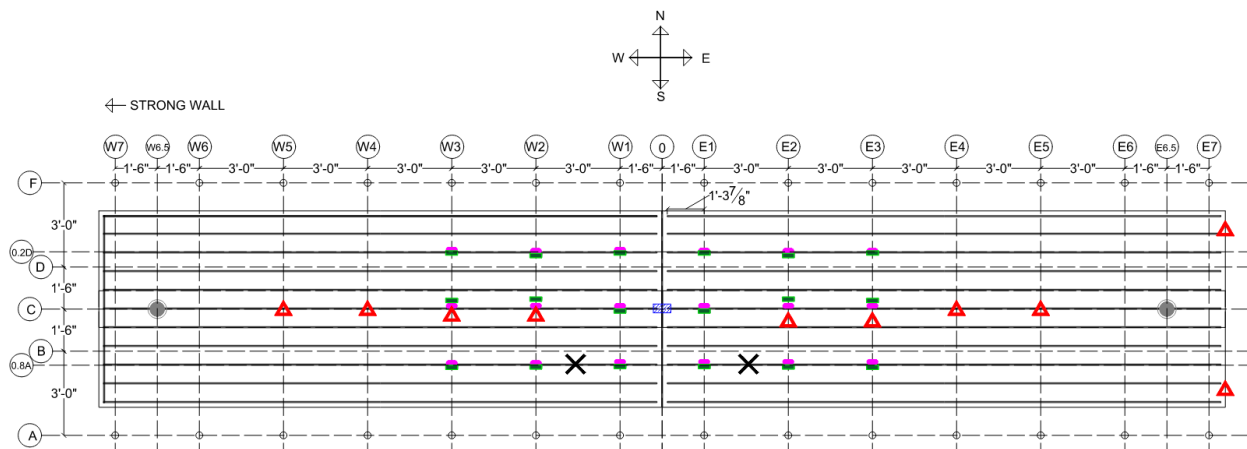 N
W E
S
STRONG WALL
W7 W6.5 W6 W5 W4 W3 W2 W1 0 E1 E2 E3 E4 E5 E6 E6.5 E7
1'-6" 1'-6" 3'-0" 3'-0" 3'-0" 3'-0" 3'-0" 1'-6" 1'-6" 3'-0" 3'-0" 3'-0" 3'-0" 3'-0" 1'-6" 1'-6"
F
1'-3 7/8"
3'-0"
0.2D
D
1'-6"
C
1'-6"
B
0.8A
3'-0"
A